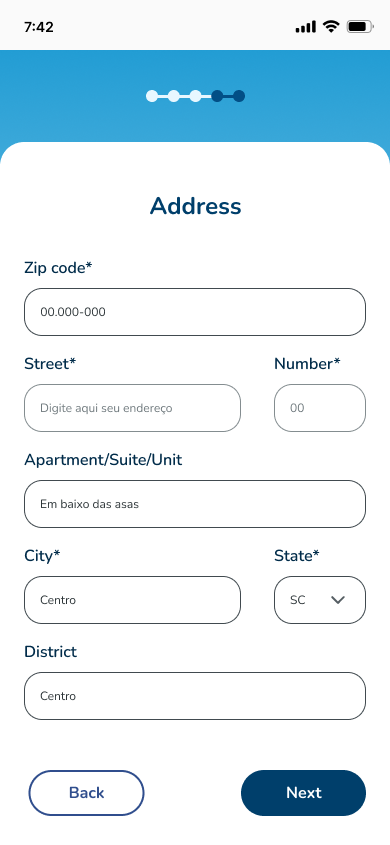 7:42
Address
Zip code*
00.000-000
Street* Number*
Digite aqui seu endereço 00
Apartment/Suite/Unit
Em baixo das asas
City* State*
Centro SC
District
Centro
Back Next